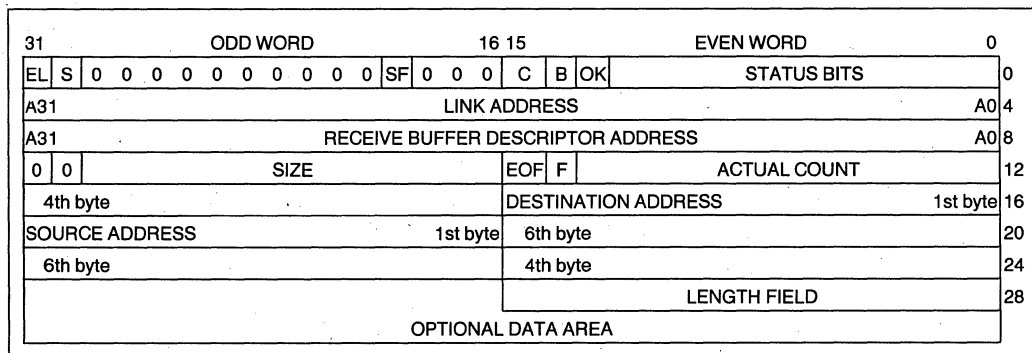 31 ODD WORD 16 15 EVEN WORD 0
EL S 0 0 0 0 0 0 0 0 0 0 SF 0 0 0 C B OK STATUS BITS 0
A31 LINK ADDRESS A0 4
A31 RECEIVE BUFFER DESCRIPTOR ADDRESS A0 8
0 0 SIZE EOF F ACTUAL COUNT 12
4th byte DESTINATION ADDRESS 1st byte 16
SOURCE ADDRESS 1st byte 6th byte 20
6th byte 4th byte 24
LENGTH FIELD 28
OPTIONAL DATA AREA